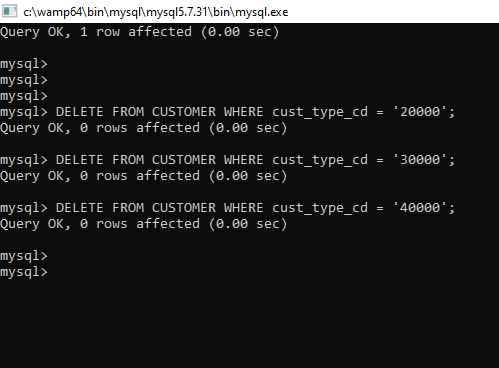 c:\wamp64\bin\mysql\mysql5.7.31\bin\mysql.exe
Query OK, 1 row affected (0.00 sec)
mysql>
mysql>
mysql>
mysql> DELETE FROM CUSTOMER WHERE cust_type_cd = '20000';
Query OK, 0 rows affected (0.00 sec)
mysql> DELETE FROM CUSTOMER WHERE cust_type_cd = '30000';
Query OK, 0 rows affected (0.00 sec)
mysql> DELETE FROM CUSTOMER WHERE cust_type_cd = '40000';
Query OK, 0 rows affected (0.00 sec)
mysql>
mysql>